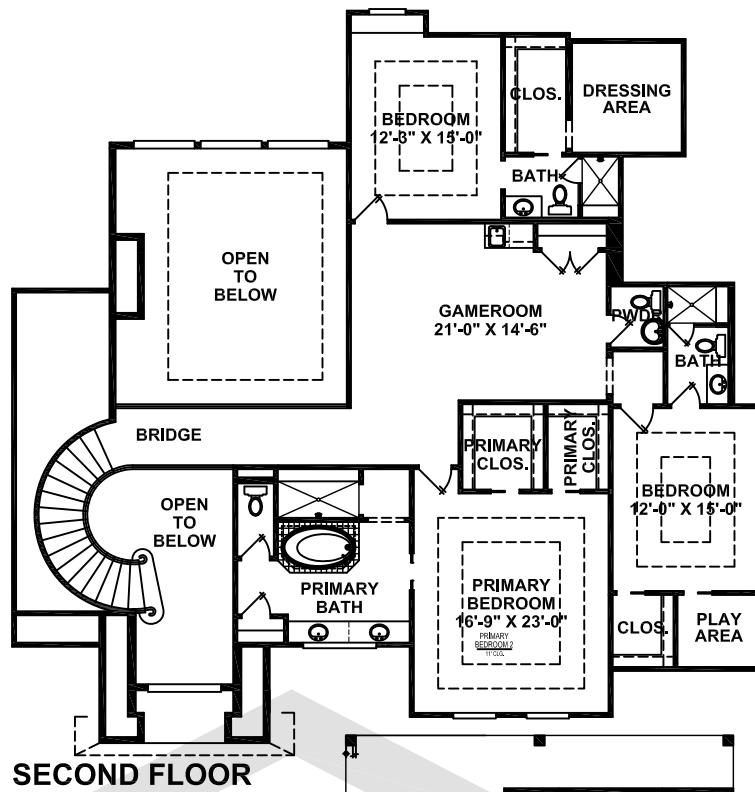 BEDROOM
12'-3" X 15'-0"
CLOS.
DRESSING
AREA
BATH
OPEN
TO
BELOW
GAMEROOM
21'-0" X 14'-6"
PWDR
BATH
BRIDGE
PRIMARY
CLOS.
PRIMARY
CLOS.
OPEN
TO
BELOW
BEDROOM
12'-0" X 15'-0"
PRIMARY
BATH
PRIMARY
BEDROOM
16'-9" X 23'-0"
PRIMARY
BEDROOM 2
11' CLG.
CLOS.
PLAY
AREA
SECOND FLOOR